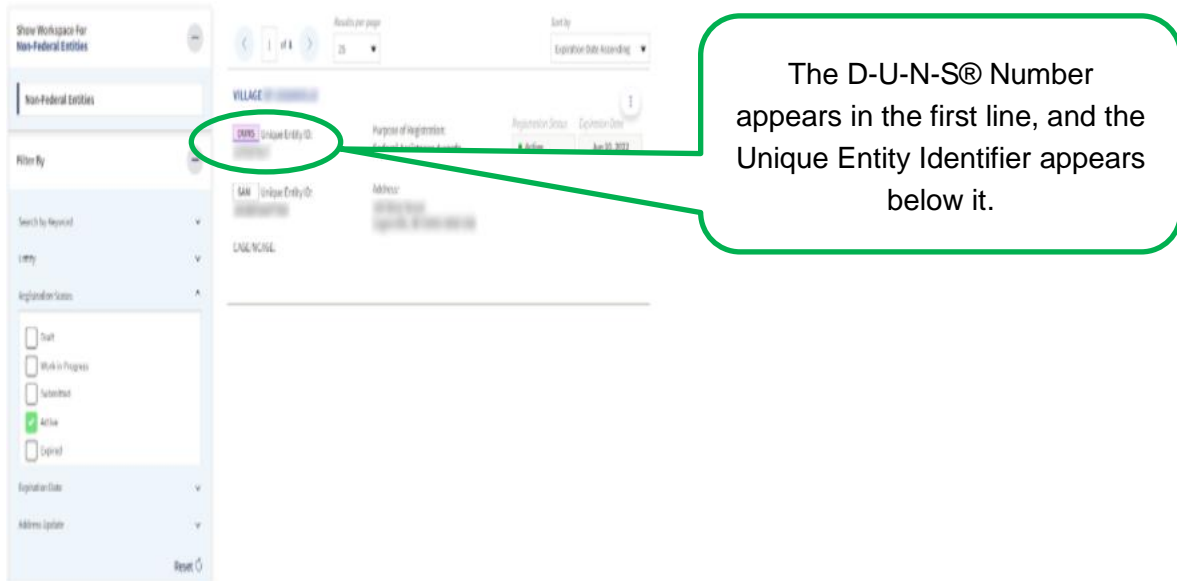 Show Workspace For
Non-Federal Entities
Non-Federal Entities
Filter By
Search by Keyword
Entity
Registration Status
Draft
Work in Progress
Submitted
Active
Expired
Expiration Date
Address Update
Reset
1 of
Results per page
25
Sort by
Expiration Date Ascending
VILLAGE
DUNS Unique Entity ID:
Purpose of Registration:
Registration Status
Expiration Date
Active
Jun 10, 2022
SAM Unique Entity ID:
Address:
CAGE/NCAGE:
The D-U-N-S® Number
appears in the first line, and the
Unique Entity Identifier appears
below it.